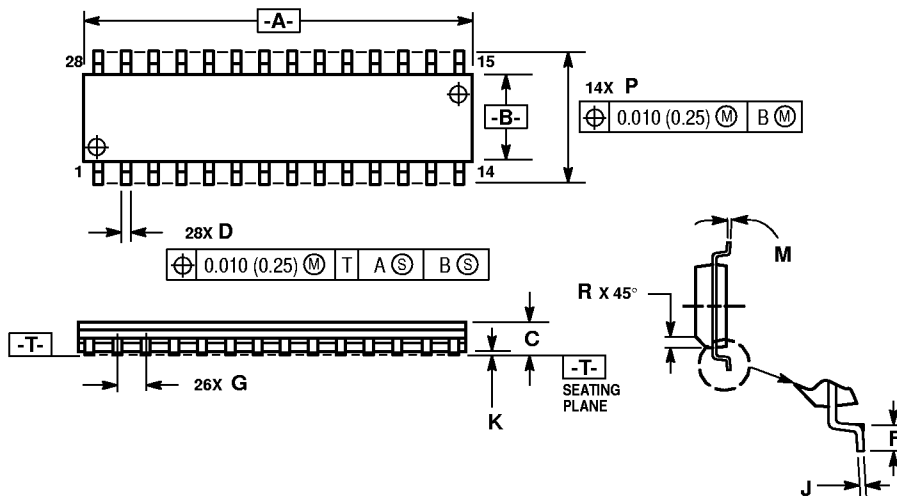 -A-
28
15
-B-
14X P
⌖ 0.010 (0.25) Ⓜ B Ⓜ
1
14
28X D
⌖ 0.010 (0.25) Ⓜ T A Ⓢ B Ⓢ
M
R X 45°
-T-
C
26X G
K
-T-
SEATING
PLANE
F
J